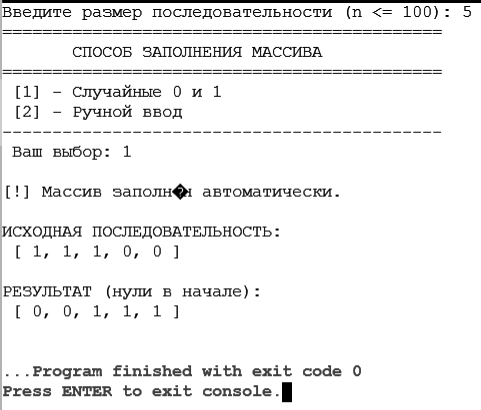 Введите размер последовательности (n <= 100): 5
============================================
СПОСОБ ЗАПОЛНЕНИЯ МАССИВА
============================================
[1] - Случайные 0 и 1
[2] - Ручной ввод
--------------------------------------------
Ваш выбор: 1
[!] Массив заполн�н автоматически.
ИСХОДНАЯ ПОСЛЕДОВАТЕЛЬНОСТЬ:
[ 1, 1, 1, 0, 0 ]
РЕЗУЛЬТАТ (нули в начале):
[ 0, 0, 1, 1, 1 ]
...Program finished with exit code 0
Press ENTER to exit console.